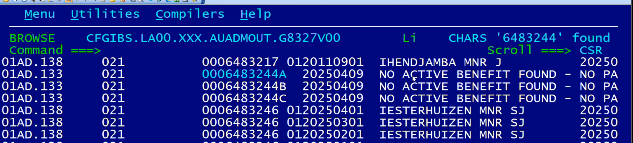 Menu  Utilities  Compilers  Help
BROWSE    CFGIBS.LA00.XXX.AUADMOUT.G8327V00    Li    CHARS '6483244' found
Command ===>    Scroll ===> CSR
01AD.138    021    0006483217 0120110901    IHENDJAMBA MNR J    20250
01AD.133    021    0006483244A    20250409    NO ACTIVE BENEFIT FOUND - NO PA
01AD.133    021    0006483244B    20250409    NO ACTIVE BENEFIT FOUND - NO PA
01AD.133    021    0006483244C    20250409    NO ACTIVE BENEFIT FOUND - NO PA
01AD.138    021    0006483246 0120250401    IESTERHUIZEN MNR SJ    20250
01AD.138    021    0006483246 0120250301    IESTERHUIZEN MNR SJ    20250
01AD.138    021    0006483246 0120250201    IESTERHUIZEN MNR SJ    20250